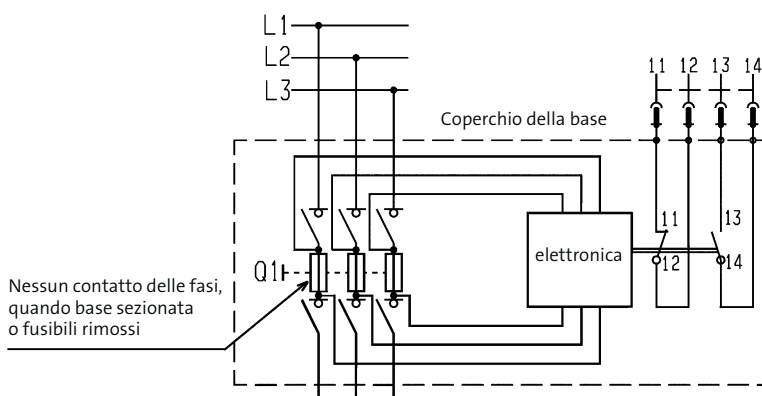 L1
L2
L3
11 12 13 14
Coperchio della base
11
13
elettronica
12
14
Q1
Nessun contatto delle fasi,
quando base sezionata
o fusibili rimossi